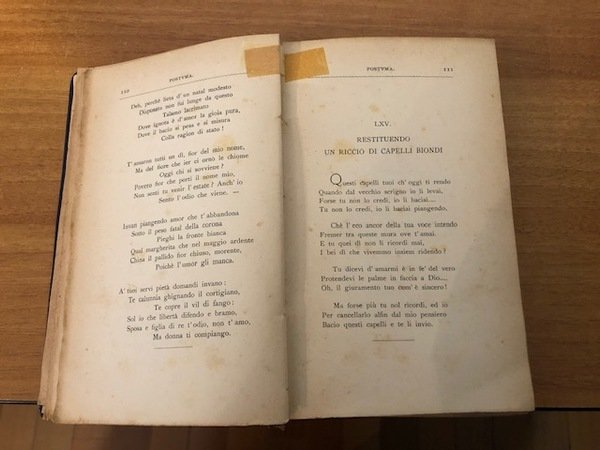 110
POSTVMA.
Deh, perchè lieta d'un natal modesto
Disposata non fui lunge da questo
Talamo lacrimato
Dove ignota è d'amor la gioia pura,
Dove il bacio si pesa e si misura
Colla ragion di stato!
T'amaron tutti un dì, fior del mio nome,
Ma del fiore che ier ci ornò le chiome
Oggi chi si sovviene?
Povero fior che porti il nome mio,
Non senti tu venir l'estate? Anch'io
Sento l'odio che viene. —
Invan piangendo amor che t'abbandona
Sotto il peso fatal della corona
Pieghi la fronte bianca
Qual margherita che nel maggio ardente
China il pallido fior chiuso, morente,
Poichè l'umor gli manca.
A' tuoi servi pietà domandi invano:
Te calunnia ghignando il cortigiano,
Te copre il vil di fango:
Sol io che libertà difendo e bramo,
Sposa e figlia di re t'odio, non t'amo,
Ma donna ti compiango.
POSTVMA.
111
LXV.
RESTITUENDO
UN RICCIO DI CAPELLI BIONDI
Questi capelli tuoi ch'oggi ti rendo
Quando dal vecchio scrigno io li levai,
Forse tu non lo credi, io li baciai....
Tu non lo credi, io li baciai piangendo.
Chè l'eco ancor della tua voce intendo
Fremer tra queste mura ove t'amai.
E tu quei dì non li ricordi mai,
I bei dì che vivemmo insiem ridendo?
Tu dicevi d'amarmi è in fe' del vero
Protendevi le palme in faccia a Dio....
Oh, il giuramento tuo com'è sincero!
Ma forse più tu nol ricordi, ed io
Per cancellarlo alfin dal mio pensiero
Bacio questi capelli e te li invio.